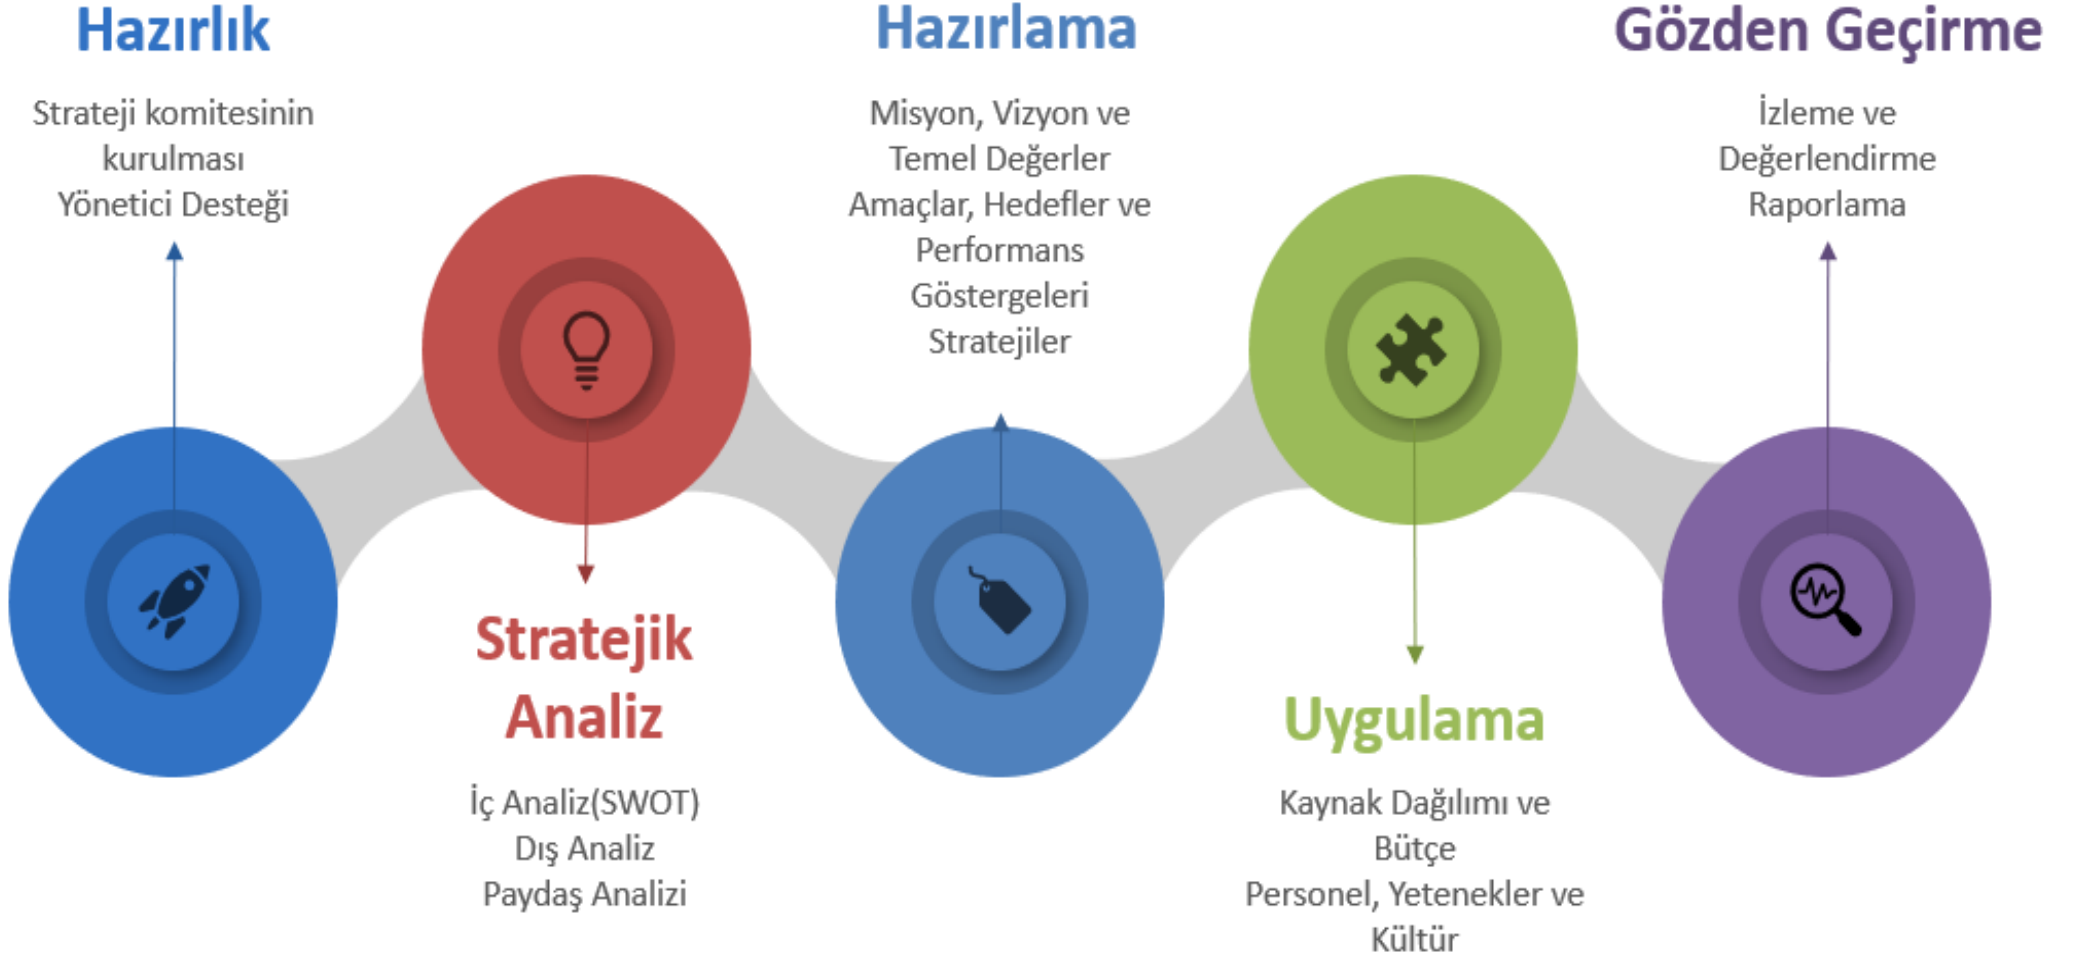 Hazırlık
Strateji komitesinin
kurulması
Yönetici Desteği
Stratejik
Analiz
İç Analiz(SWOT)
Dış Analiz
Paydaş Analizi
Hazırlama
Misyon, Vizyon ve
Temel Değerler
Amaçlar, Hedefler ve
Performans
Göstergeleri
Stratejiler
Uygulama
Kaynak Dağılımı ve
Bütçe
Personel, Yetenekler ve
Kültür
Gözden Geçirme
İzleme ve
Değerlendirme
Raporlama